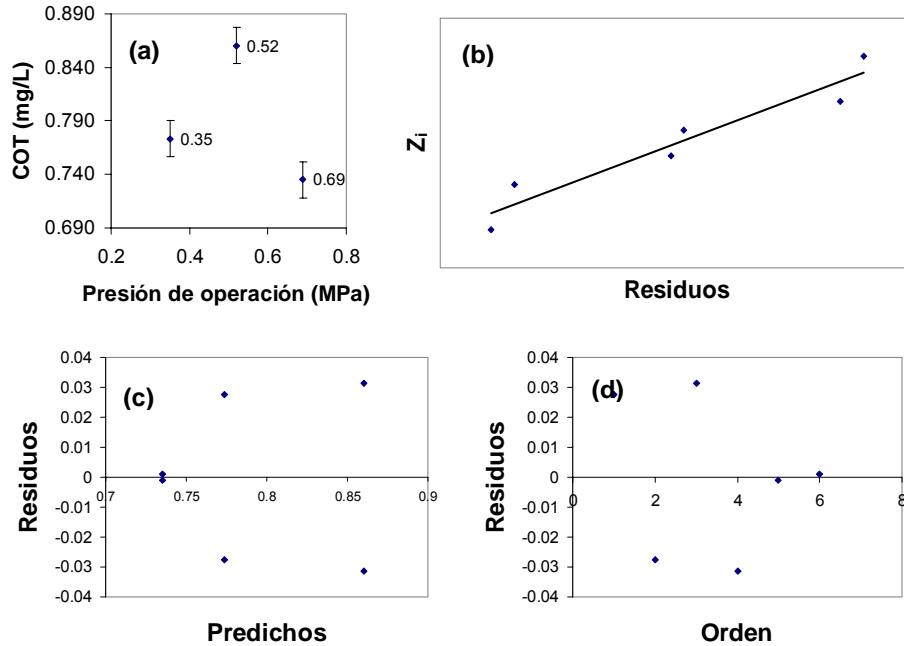 (a)
COT (mg/L)
0.890
0.840
0.790
0.740
0.690
0.52
0.35
0.69
0.2 0.4 0.6 0.8
Presión de operación (MPa)
(b)
Zi
Residuos
(c)
Residuos
0.04
0.03
0.02
0.01
0
-0.01
-0.02
-0.03
-0.04
0.7 0.75 0.8 0.85 0.9
Predichos
(d)
Residuos
0.04
0.03
0.02
0.01
0
-0.01
-0.02
-0.03
-0.04
0 2 4 6 8
Orden